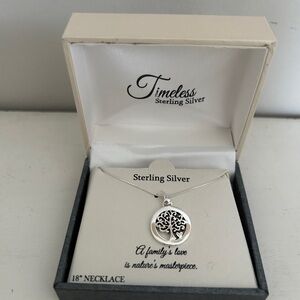 Timeless
Sterling Silver
Sterling Silver
A family's love
is nature's masterpiece.
18" NECKLACE